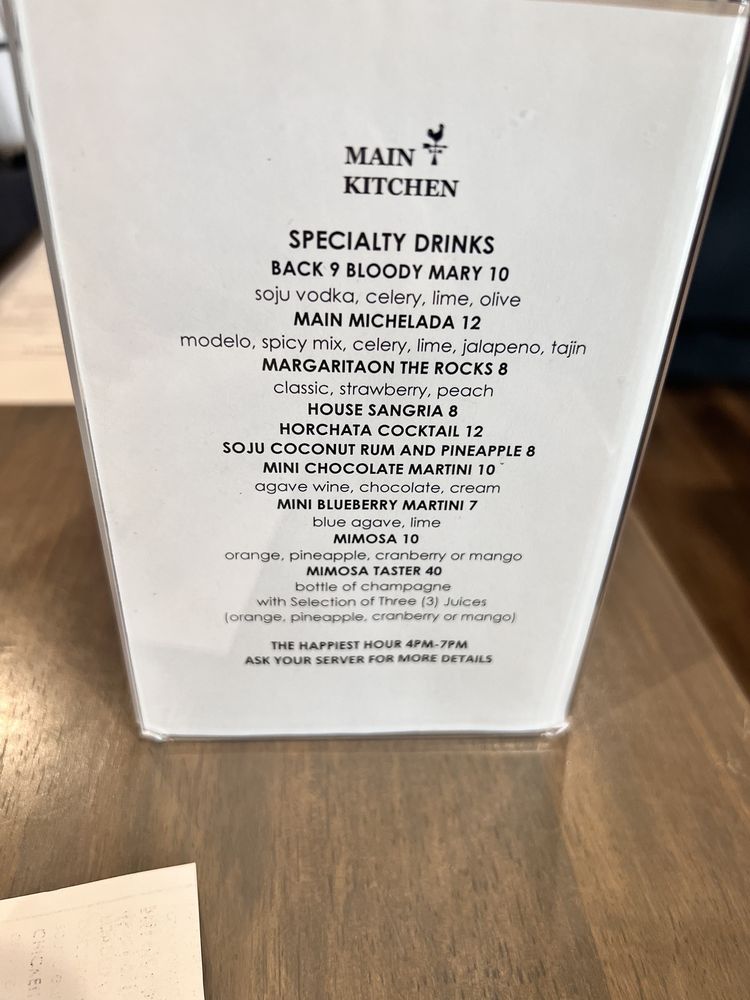 MAIN
KITCHEN
SPECIALTY DRINKS
BACK 9 BLOODY MARY 10
soju vodka, celery, lime, olive
MAIN MICHELADA 12
modelo, spicy mix, celery, lime, jalapeno, tajin
MARGARITAON THE ROCKS 8
classic, strawberry, peach
HOUSE SANGRIA 8
HORCHATA COCKTAIL 12
SOJU COCONUT RUM AND PINEAPPLE 8
MINI CHOCOLATE MARTINI 10
agave wine, chocolate, cream
MINI BLUEBERRY MARTINI 7
blue agave, lime
MIMOSA 10
orange, pineapple, cranberry or mango
MIMOSA TASTER 40
bottle of champagne
with Selection of Three (3) Juices
(orange, pineapple, cranberry or mango)
THE HAPPIEST HOUR 4PM-7PM
ASK YOUR SERVER FOR MORE DETAILS